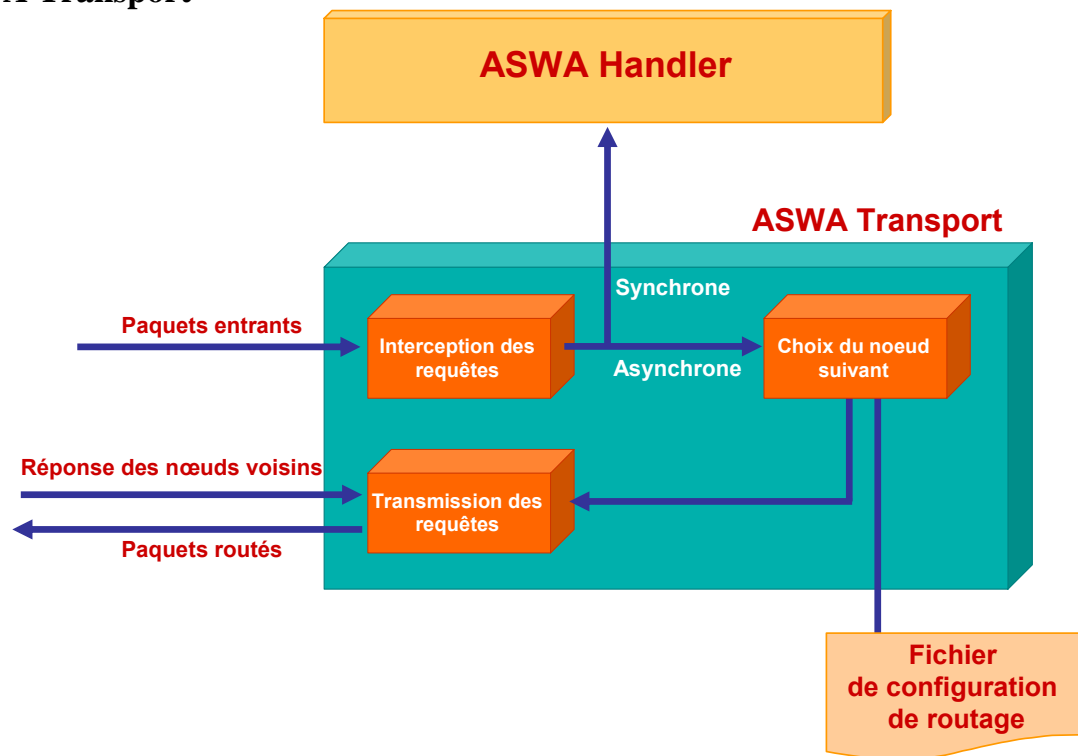 A Transport
ASWA Handler
ASWA Transport
Synchrone
Paquets entrants
Interception des
requêtes
Asynchrone
Choix du noeud
suivant
Réponse des nœuds voisins
Transmission des
requêtes
Paquets routés
Fichier
de configuration
de routage